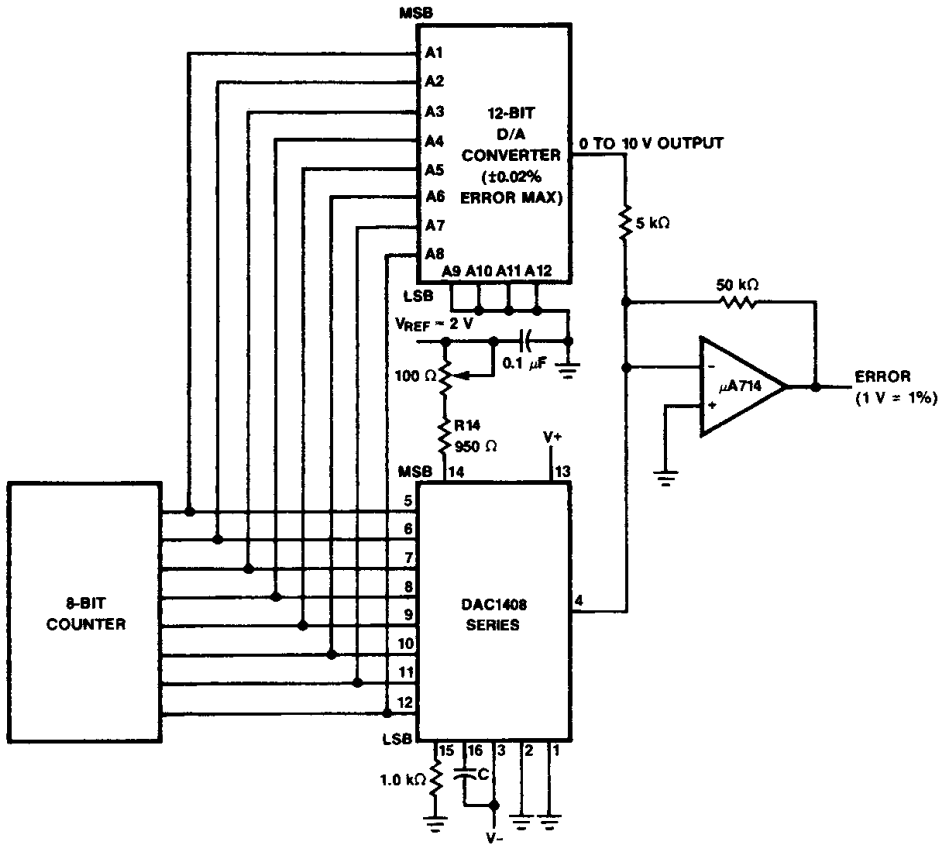 MSB
A1
A2
A3
A4
A5
A6
A7
A8
12-BIT
D/A
CONVERTER
(±0.02%
ERROR MAX)
A9 A10 A11 A12
LSB
0 TO 10 V OUTPUT
5 kΩ
50 kΩ
VREF = 2 V
0.1 μF
100 Ω
R14
950 Ω
-
+
μA714
ERROR
(1 V = 1%)
V+
MSB
14
13
8-BIT
COUNTER
5
6
7
8
9
10
11
12
DAC1408
SERIES
4
LSB
15
16
3
2
1
1.0 kΩ
C
V-